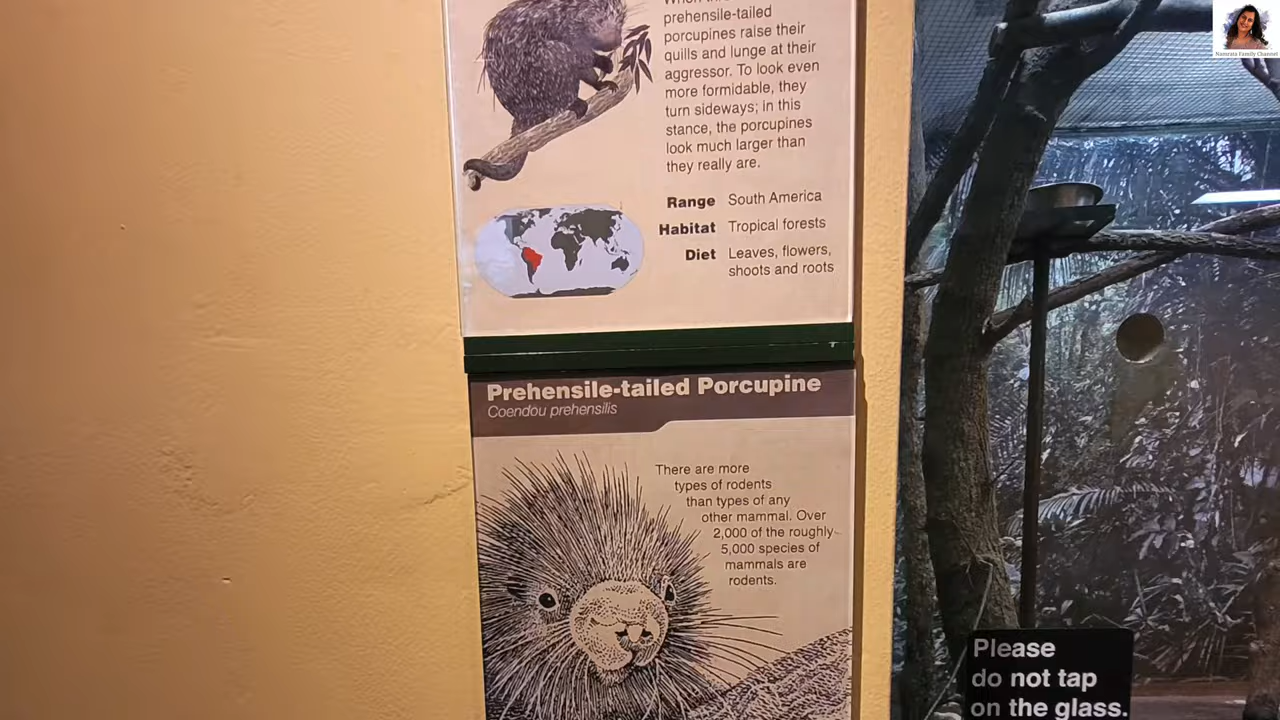 prehensile-tailed
porcupines raise their
quills and lunge at their
aggressor. To look even
more formidable, they
turn sideways; in this
stance, the porcupines
look much larger than
they really are.
Range South America
Habitat Tropical forests
Diet Leaves, flowers,
shoots and roots
Prehensile-tailed Porcupine
Coendou prehensilis
There are more
types of rodents
than types of any
other mammal. Over
2,000 of the roughly
5,000 species of
mammals are
rodents.
Please
do not tap
on the glass.
Namrata Family Channel